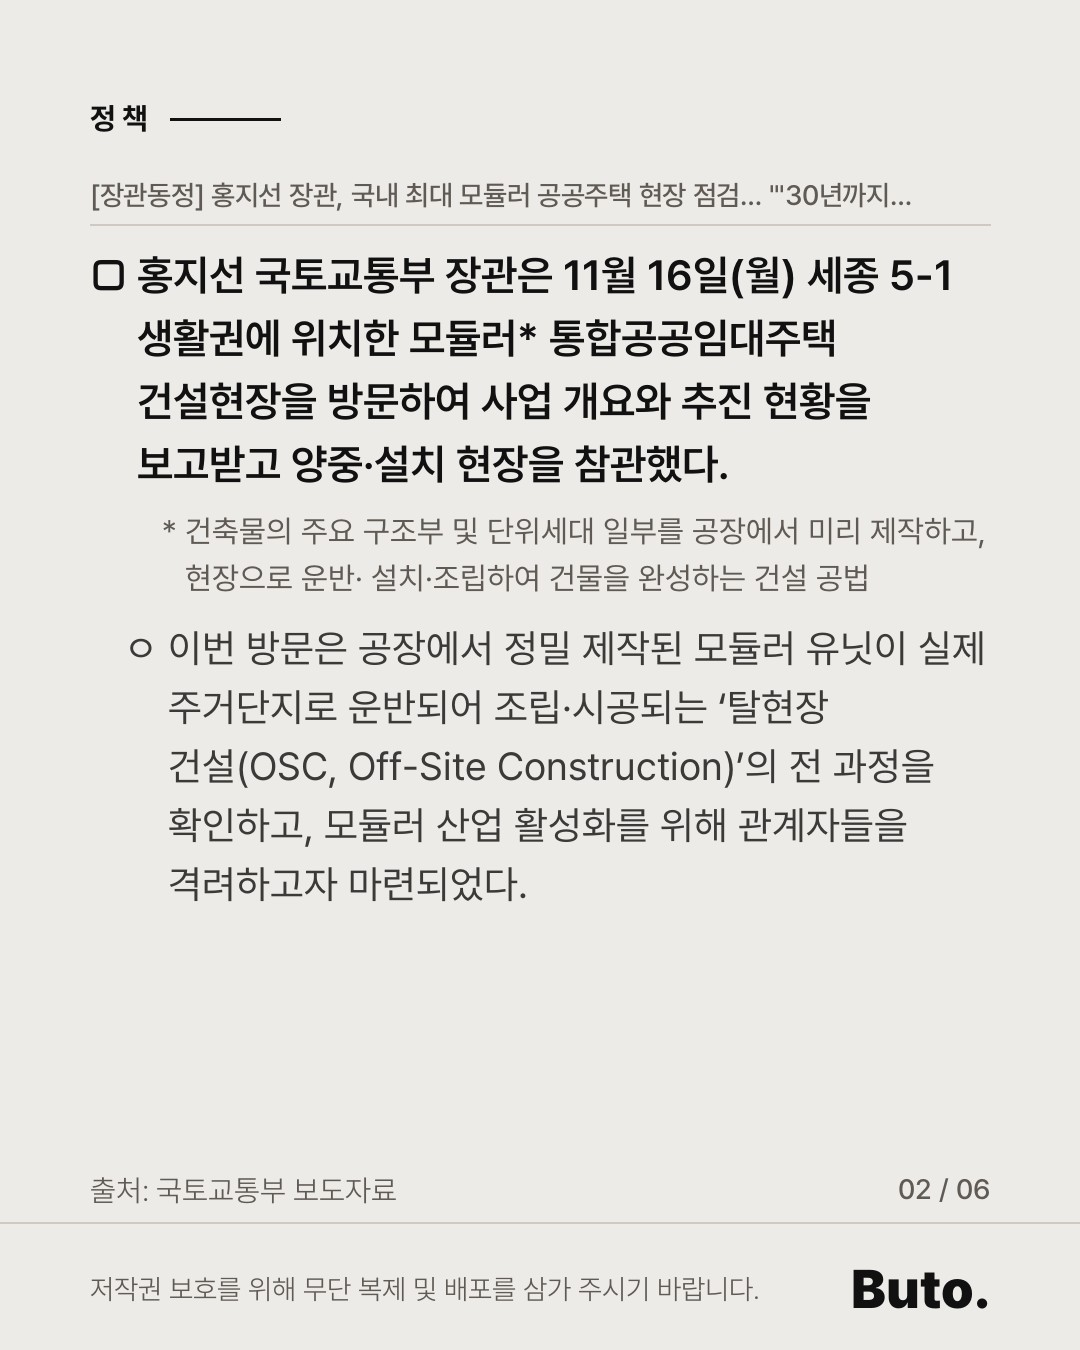 정책
[장관동정] 홍지선 장관, 국내 최대 모듈러 공공주택 현장 점검... "'30년까지...
□ 홍지선 국토교통부 장관은 11월 16일(월) 세종 5-1
생활권에 위치한 모듈러* 통합공공임대주택
건설현장을 방문하여 사업 개요와 추진 현황을
보고받고 양중·설치 현장을 참관했다.
* 건축물의 주요 구조부 및 단위세대 일부를 공장에서 미리 제작하고,
현장으로 운반· 설치·조립하여 건물을 완성하는 건설 공법
ㅇ 이번 방문은 공장에서 정밀 제작된 모듈러 유닛이 실제
주거단지로 운반되어 조립·시공되는 ‘탈현장
건설(OSC, Off-Site Construction)’의 전 과정을
확인하고, 모듈러 산업 활성화를 위해 관계자들을
격려하고자 마련되었다.
출처: 국토교통부 보도자료
02 / 06
저작권 보호를 위해 무단 복제 및 배포를 삼가 주시기 바랍니다.
Buto.